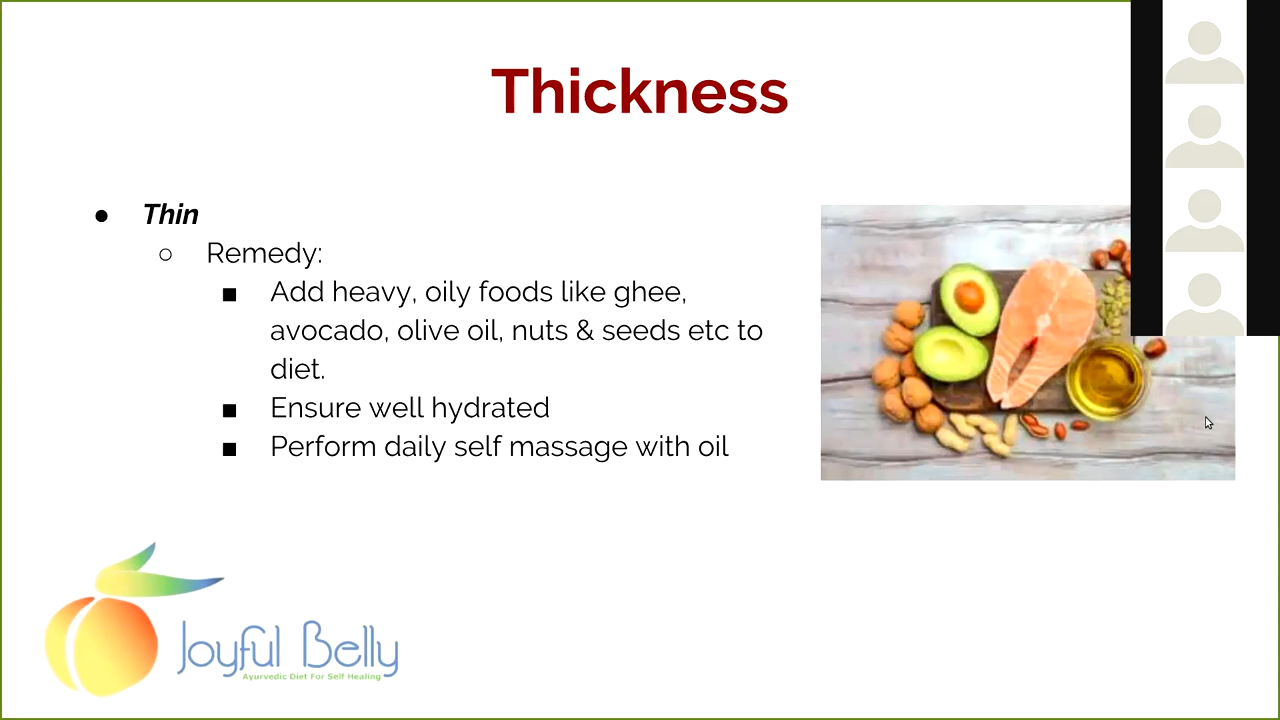 Thickness
● Thin
○ Remedy:
■ Add heavy, oily foods like ghee,
avocado, olive oil, nuts & seeds etc to
diet.
■ Ensure well hydrated
■ Perform daily self massage with oil
Joyful Belly
Ayurvedic Diet For Self Healing